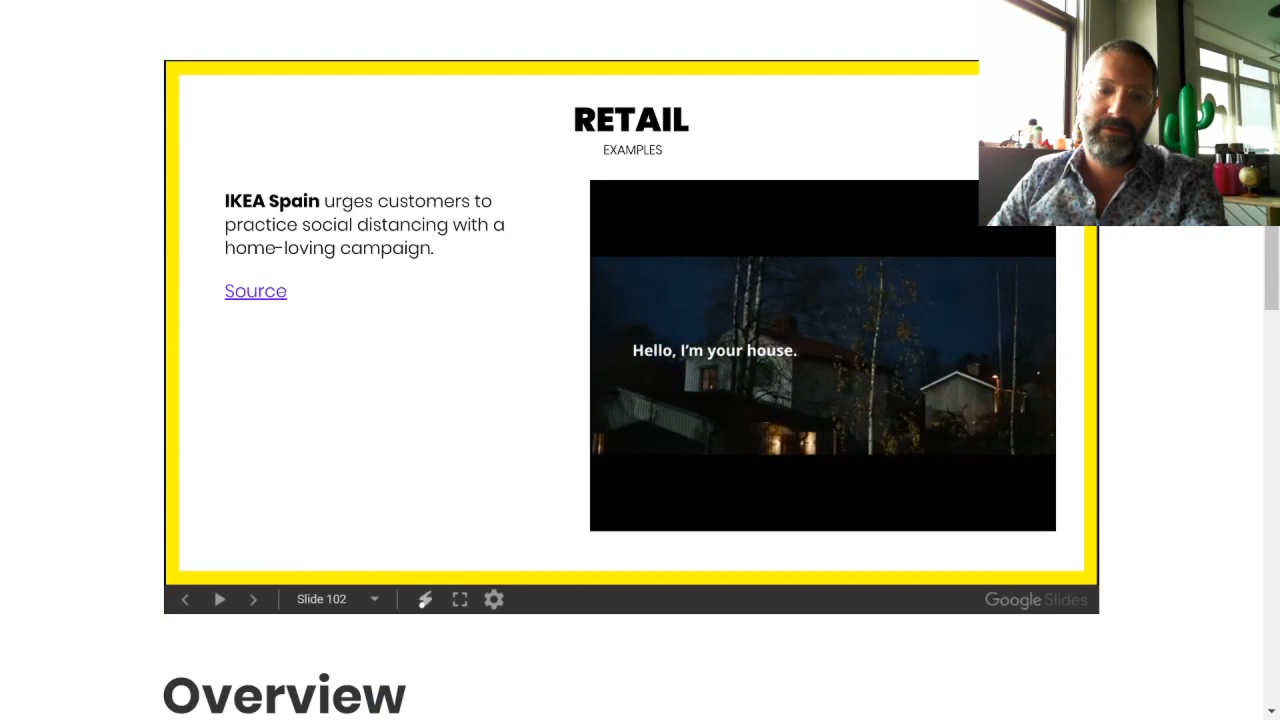 RETAIL
EXAMPLES
IKEA Spain urges customers to
practice social distancing with a
home-loving campaign.
Source
Hello, I'm your house.
Slide 102
Google Slides
Overview